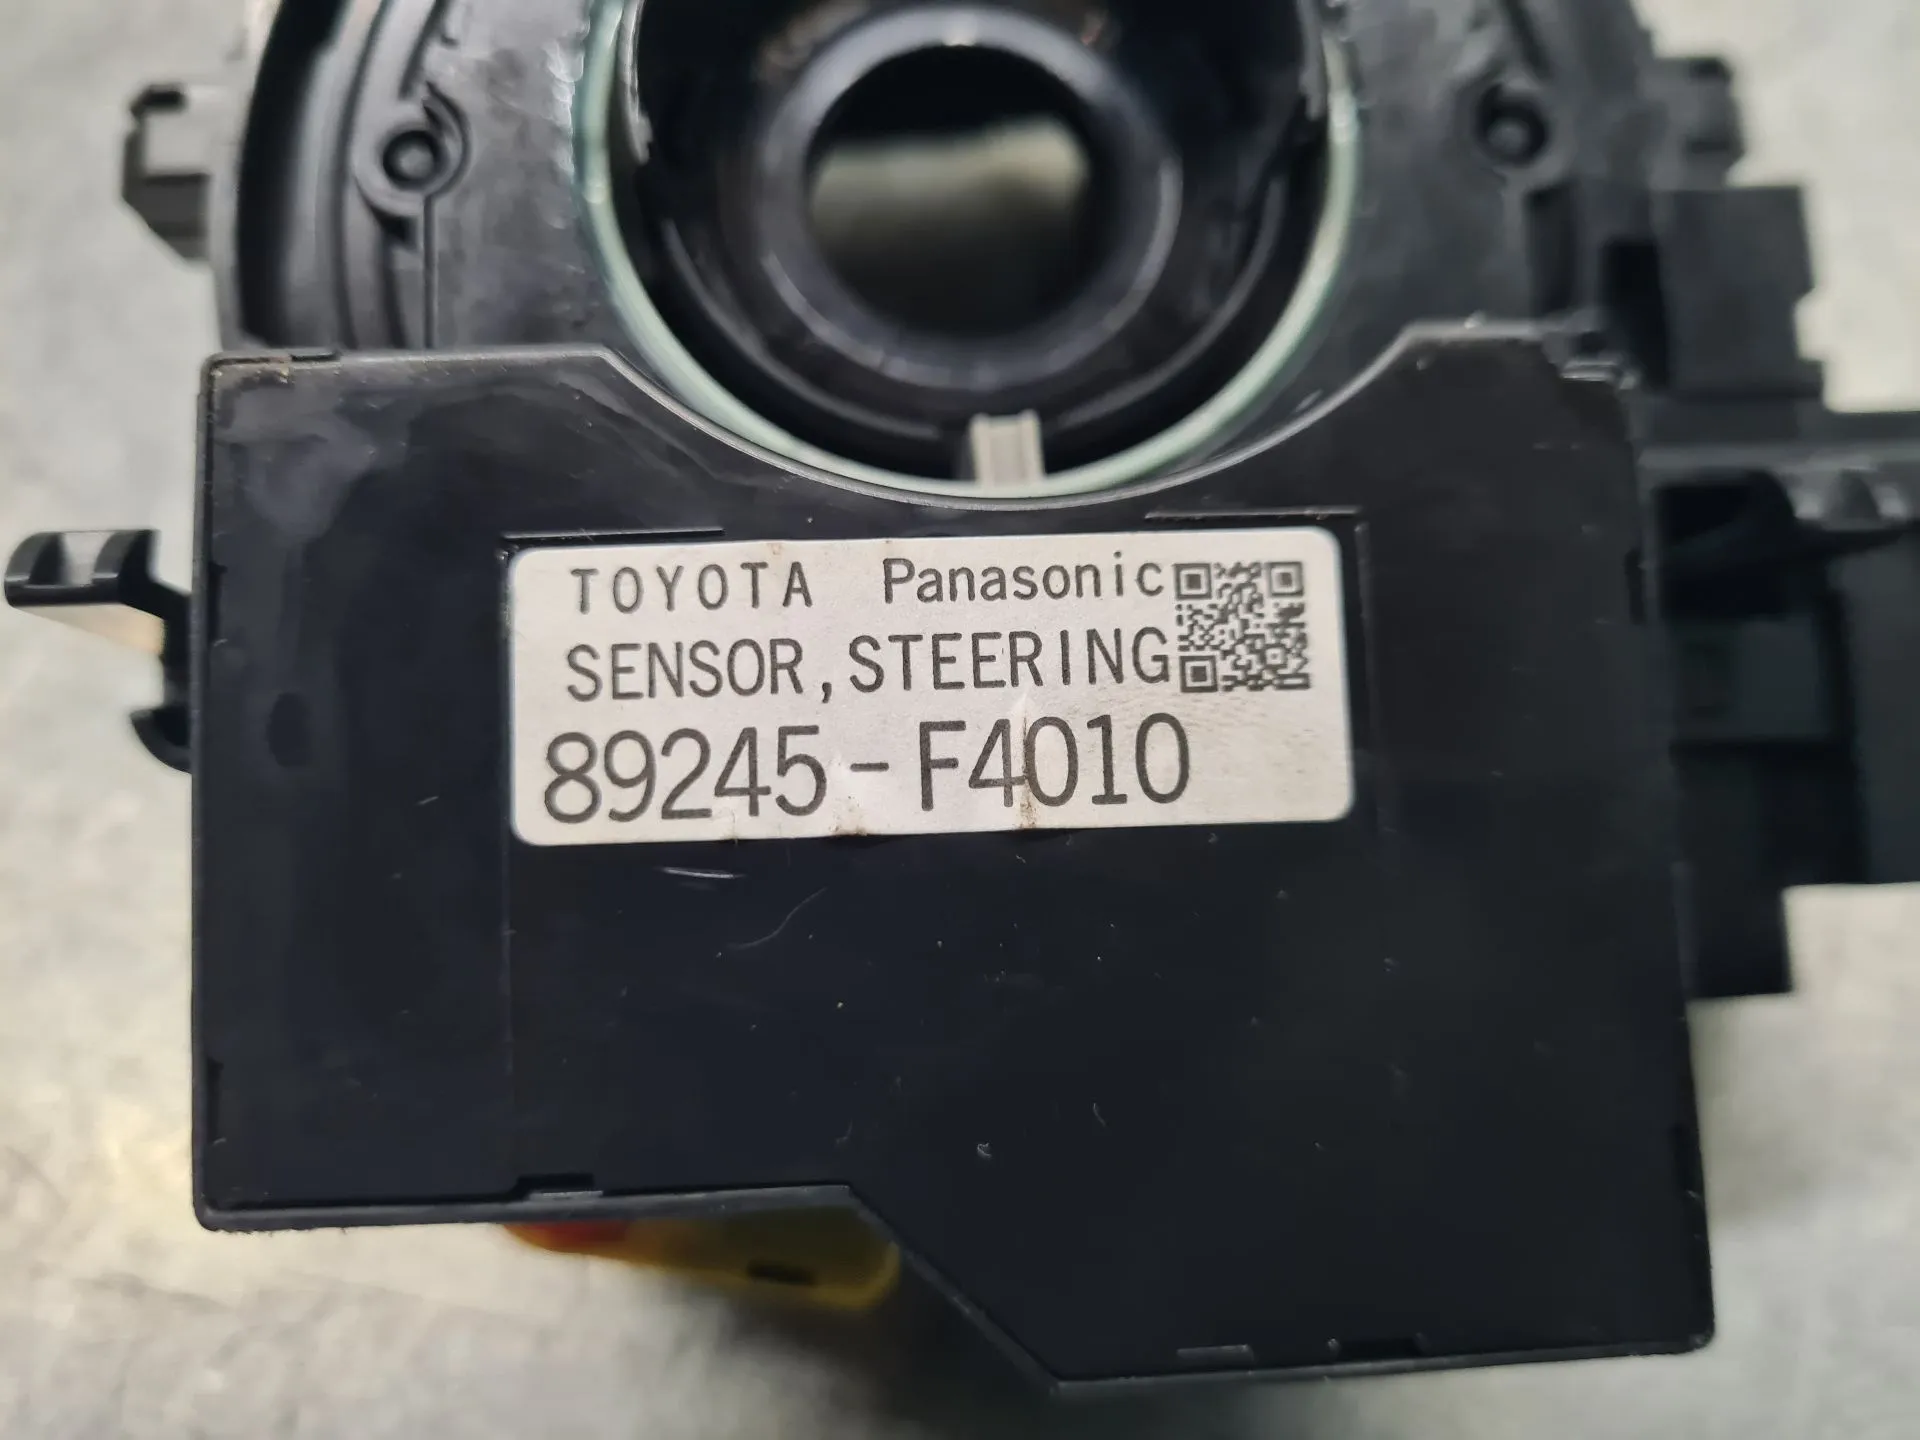 TOYOTA Panasonic
SENSOR, STEERING
89245-F4010